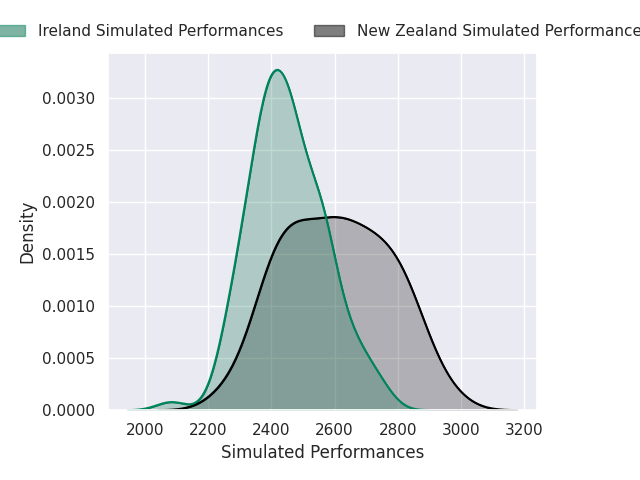 Ireland Simulated Performances New Zealand Simulated Performance
0.0030
0.0025
0.0020
0.0015
0.0010
0.0005
0.0000
Density
2000 2200 2400 2600 2800 3000 3200
Simulated Performances